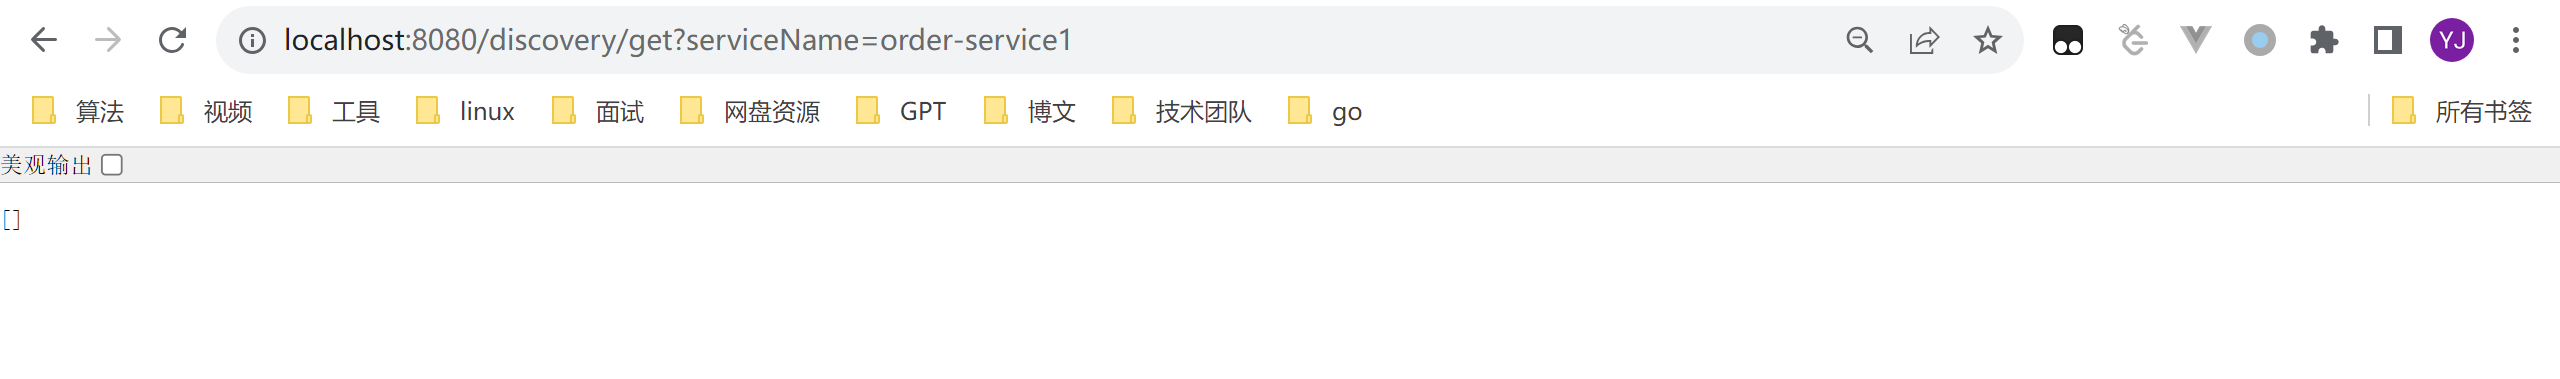 localhost:8080/discovery/get?serviceName=order-service1
YJ
算法 视频 工具 linux 面试 网盘资源 GPT 博文 技术团队 go 所有书签
美观输出
[]